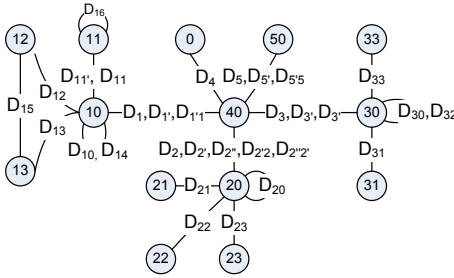 D16
12 11 0 50 33
D12 D11', D11 D4 D5,D5',D5'5 D33
D15 10 D1,D1',D1'1 40 D3,D3',D3' 30 D30,D32
D13
D10, D14 D2,D2',D2",D2'2,D2"2' D31
13 21 D21 20 D20 31
D22 D23
22 23